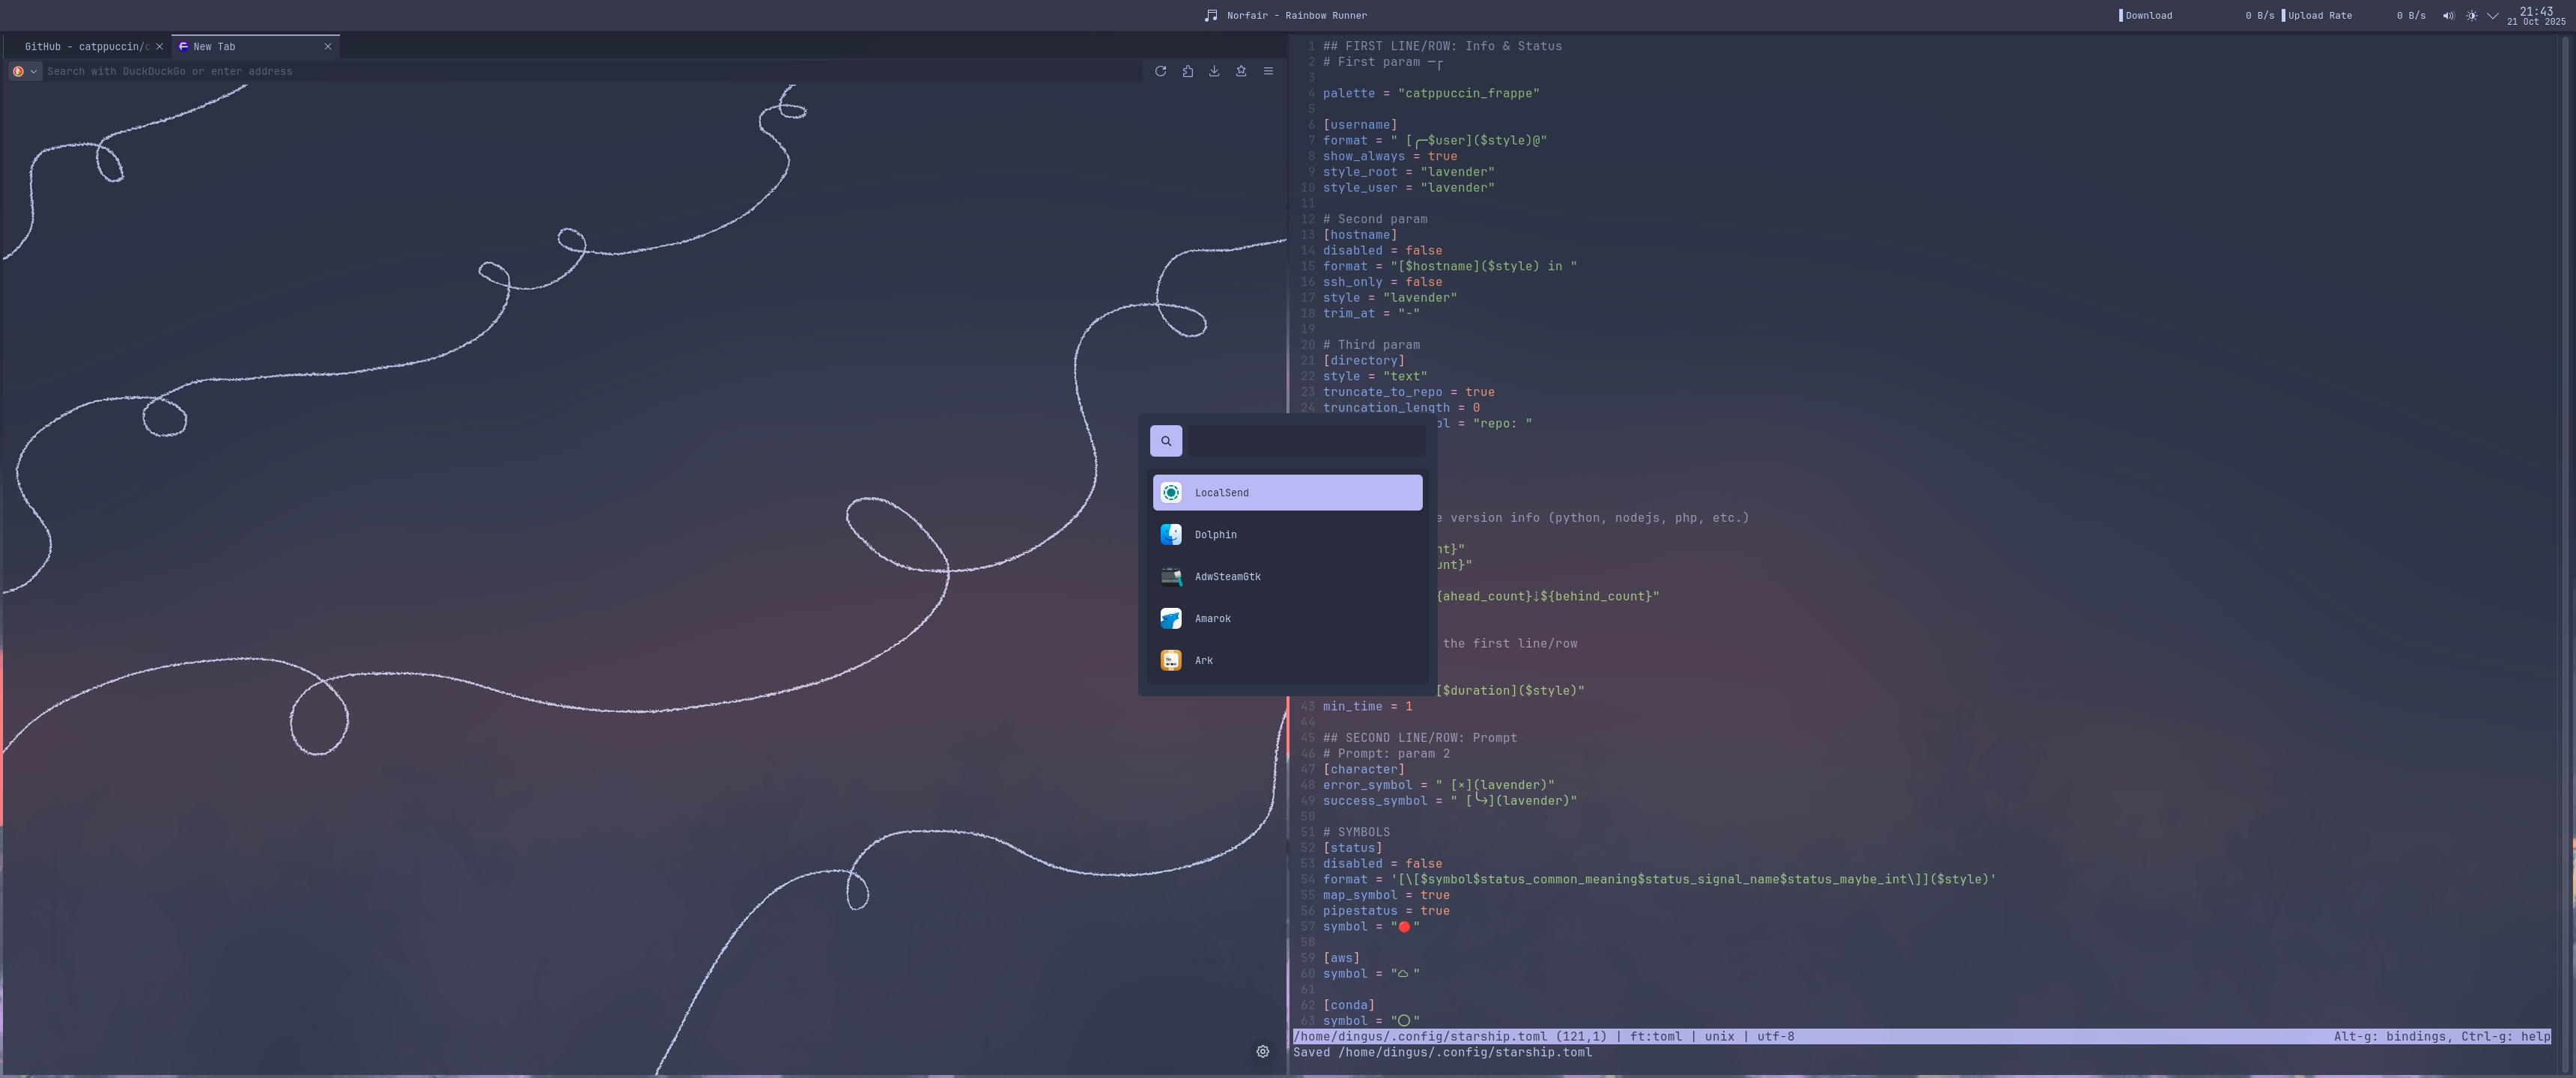 Norfair - Rainbow Runner
Download 0 B/s Upload Rate 0 B/s
21:43
21 Oct 2025
GitHub - catppuccin/c
New Tab
Search with DuckDuckGo or enter address
1 ## FIRST LINE/ROW: Info & Status
2 # First param ─┌
3
4 palette = "catppuccin_frappe"
5
6 [username]
7 format = " [╭─$user]($style)@"
8 show_always = true
9 style_root = "lavender"
10 style_user = "lavender"
11
12 # Second param
13 [hostname]
14 disabled = false
15 format = "[$hostname]($style) in "
16 ssh_only = false
17 style = "lavender"
18 trim_at = "-"
19
20 # Third param
21 [directory]
22 style = "text"
23 truncate_to_repo = true
24 truncation_length = 0
ol = "repo: "
e version info (python, nodejs, php, etc.)
nt}"
unt}"
{ahead_count}↓${behind_count}"
the first line/row
[$duration]($style)"
43 min_time = 1
44
45 ## SECOND LINE/ROW: Prompt
46 # Prompt: param 2
47 [character]
48 error_symbol = " [×](lavender)"
49 success_symbol = " [╰→](lavender)"
50
51 # SYMBOLS
52 [status]
53 disabled = false
54 format = '[\[$symbol$status_common_meaning$status_signal_name$status_maybe_int\]]($style)'
55 map_symbol = true
56 pipestatus = true
57 symbol = "🔴"
58
59 [aws]
60 symbol = "☁ "
61
62 [conda]
63 symbol = "◯ "
/home/dingus/.config/starship.toml (121,1) | ft:toml | unix | utf-8 Alt-g: bindings, Ctrl-g: help
Saved /home/dingus/.config/starship.toml
LocalSend
Dolphin
AdwSteamGtk
Amarok
Ark